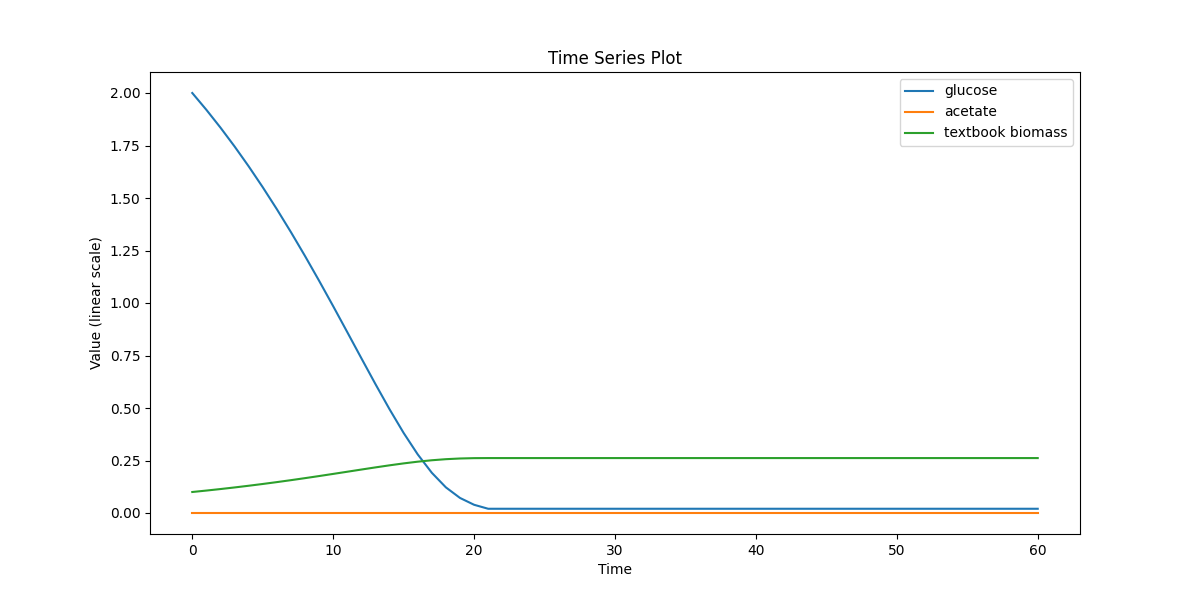 Time Series Plot
glucose
acetate
textbook biomass
Value (linear scale)
2.00
1.75
1.50
1.25
1.00
0.75
0.50
0.25
0.00
0 10 20 30 40 50 60
Time